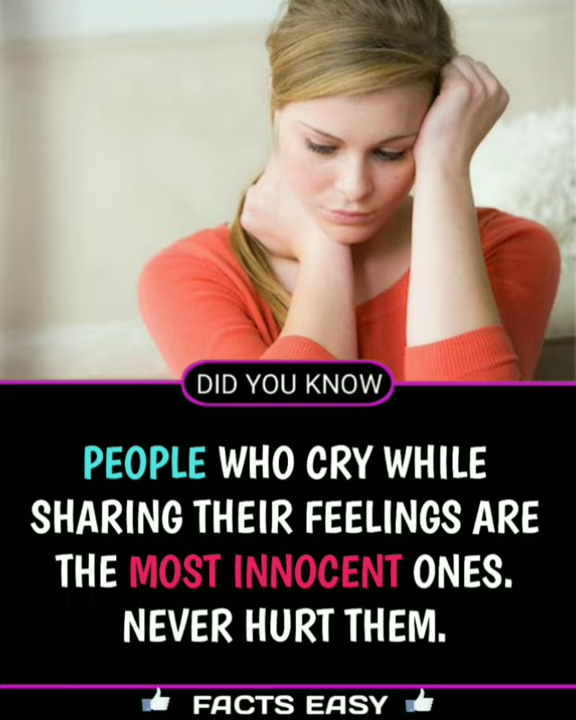 DID YOU KNOW
PEOPLE WHO CRY WHILE
SHARING THEIR FEELINGS ARE
THE MOST INNOCENT ONES.
NEVER HURT THEM.
FACTS EASY